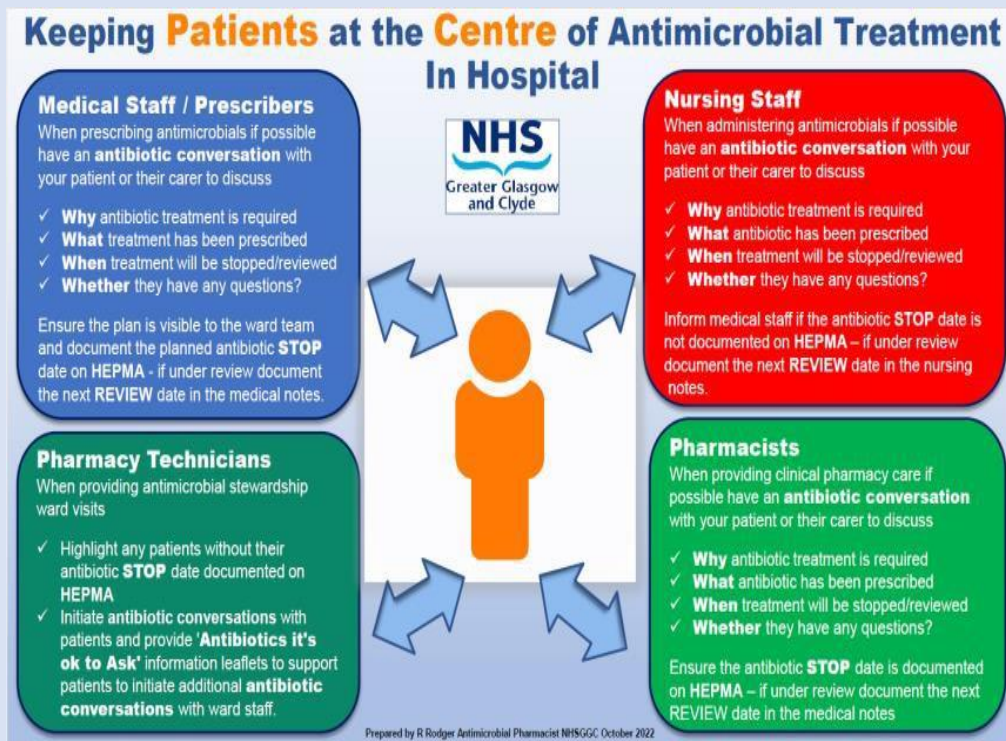 Keeping Patients at the Centre of Antimicrobial Treatment
In Hospital
Medical Staff / Prescribers
When prescribing antimicrobials if possible
have an antibiotic conversation with
your patient or their carer to discuss
✓ Why antibiotic treatment is required
✓ What treatment has been prescribed
✓ When treatment will be stopped/reviewed
✓ Whether they have any questions?
Ensure the plan is visible to the ward team
and document the planned antibiotic STOP
date on HEPMA - if under review document
the next REVIEW date in the medical notes.
NHS
Greater Glasgow
and Clyde
Nursing Staff
When administering antimicrobials if possible
have an antibiotic conversation with your
patient or their carer to discuss
✓ Why antibiotic treatment is required
✓ What antibiotic has been prescribed
✓ When treatment will be stopped/reviewed
✓ Whether they have any questions?
Inform medical staff if the antibiotic STOP date is
not documented on HEPMA – if under review
document the next REVIEW date in the nursing
notes.
Pharmacy Technicians
When providing antimicrobial stewardship
ward visits
✓ Highlight any patients without their
antibiotic STOP date documented on
HEPMA
✓ Initiate antibiotic conversations with
patients and provide 'Antibiotics it's
ok to Ask' information leaflets to support
patients to initiate additional antibiotic
conversations with ward staff.
Pharmacists
When providing clinical pharmacy care if
possible have an antibiotic conversation
with your patient or their carer to discuss
✓ Why antibiotic treatment is required
✓ What antibiotic has been prescribed
✓ When treatment will be stopped/reviewed
✓ Whether they have any questions?
Ensure the antibiotic STOP date is documented
on HEPMA – if under review document the next
REVIEW date in the medical notes
Prepared by R Rodger Antimicrobial Pharmacist NHSGGC October 2022